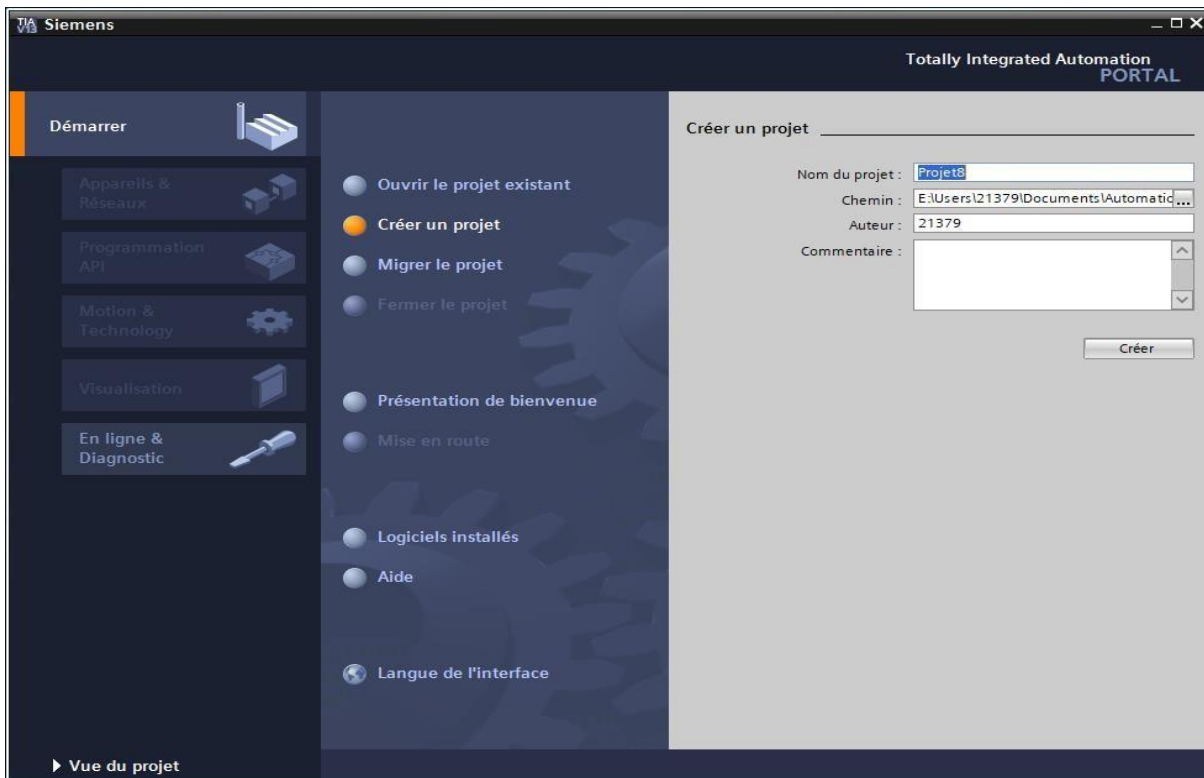 TIA
V13
Siemens
Totally Integrated Automation
PORTAL
Démarrer
Appareils &
Réseaux
Programmation
API
Motion &
Technology
Visualisation
En ligne &
Diagnostic
Ouvrir le projet existant
Créer un projet
Migrer le projet
Fermer le projet
Présentation de bienvenue
Mise en route
Logiciels installés
Aide
Langue de l'interface
Créer un projet
Nom du projet : Projet8
Chemin : E:\Users\21379\Documents\Automatic ...
Auteur : 21379
Commentaire :
Créer
Vue du projet